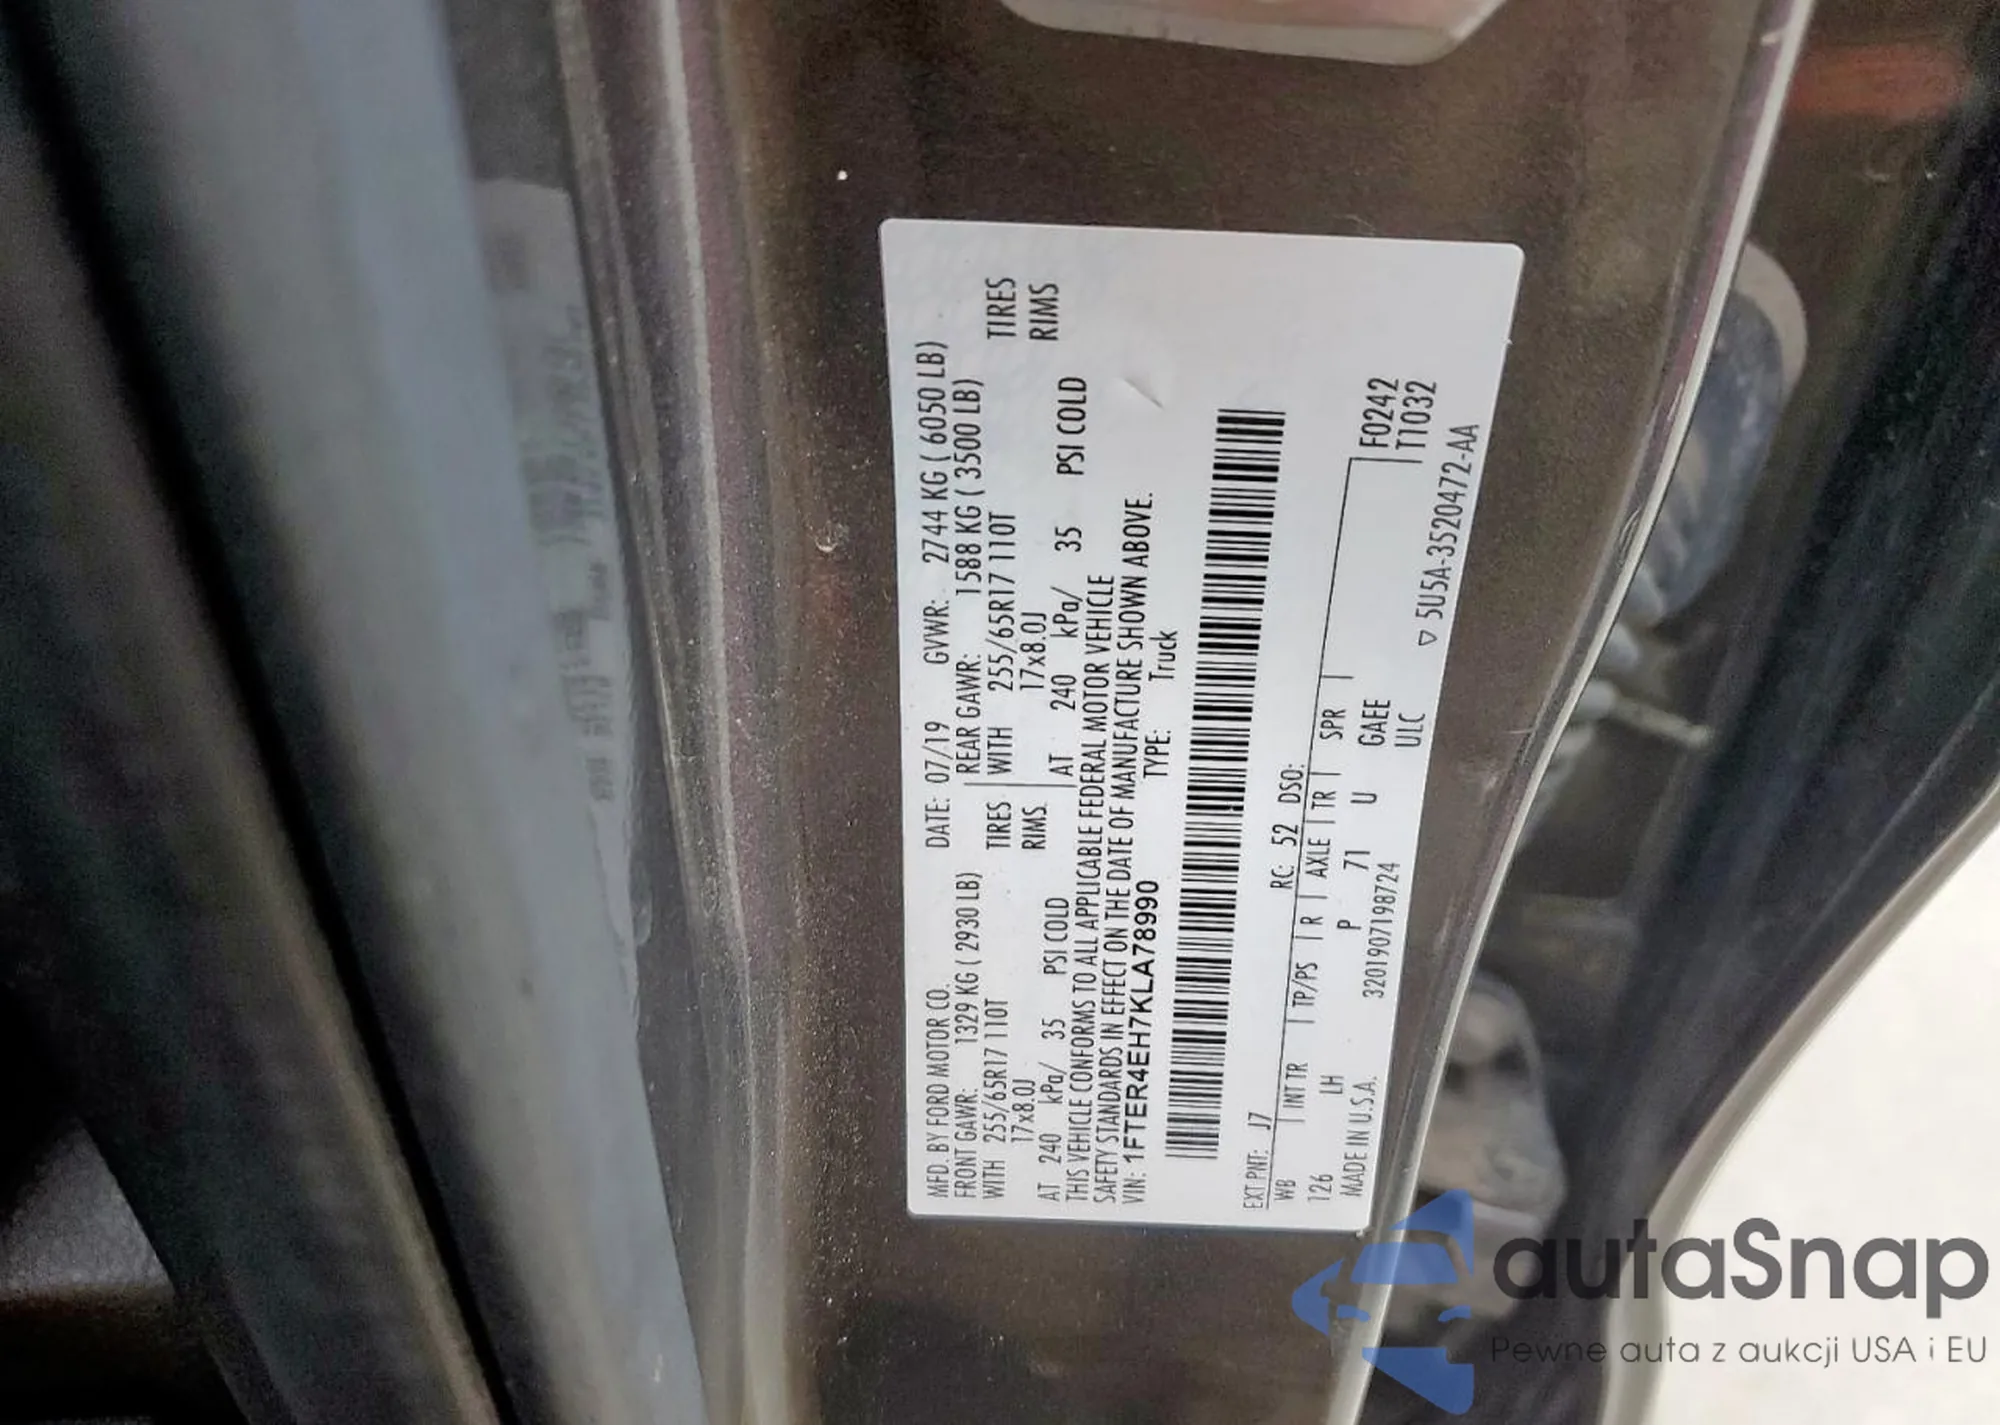 MFD. BY FORD MOTOR CO. DATE: 07/19 GVWR: 2744 KG ( 6050 LB)
FRONT GAWR: 1329 KG ( 2930 LB) REAR GAWR: 1588 KG ( 3500 LB)
WITH 255/65R17 110T TIRES WITH 255/65R17 110T TIRES
17x8.0J RIMS 17x8.0J RIMS
AT 240 kPa/ 35 PSI COLD AT 240 kPa/ 35 PSI COLD
THIS VEHICLE CONFORMS TO ALL APPLICABLE FEDERAL MOTOR VEHICLE
SAFETY STANDARDS IN EFFECT ON THE DATE OF MANUFACTURE SHOWN ABOVE.
VIN: 1FTER4EH7KLA78990 TYPE: Truck
EXT PNT: J7 RC: 52 DSO:
WB INT TR TP/PS R AXLE TR SPR F0242
126 LH P 71 U GAEE T1032
MADE IN U.S.A. 3201907198724 ULC
▽ 5U5A-3520472-AA
autaSnap
Pewne auta z aukcji USA i EU